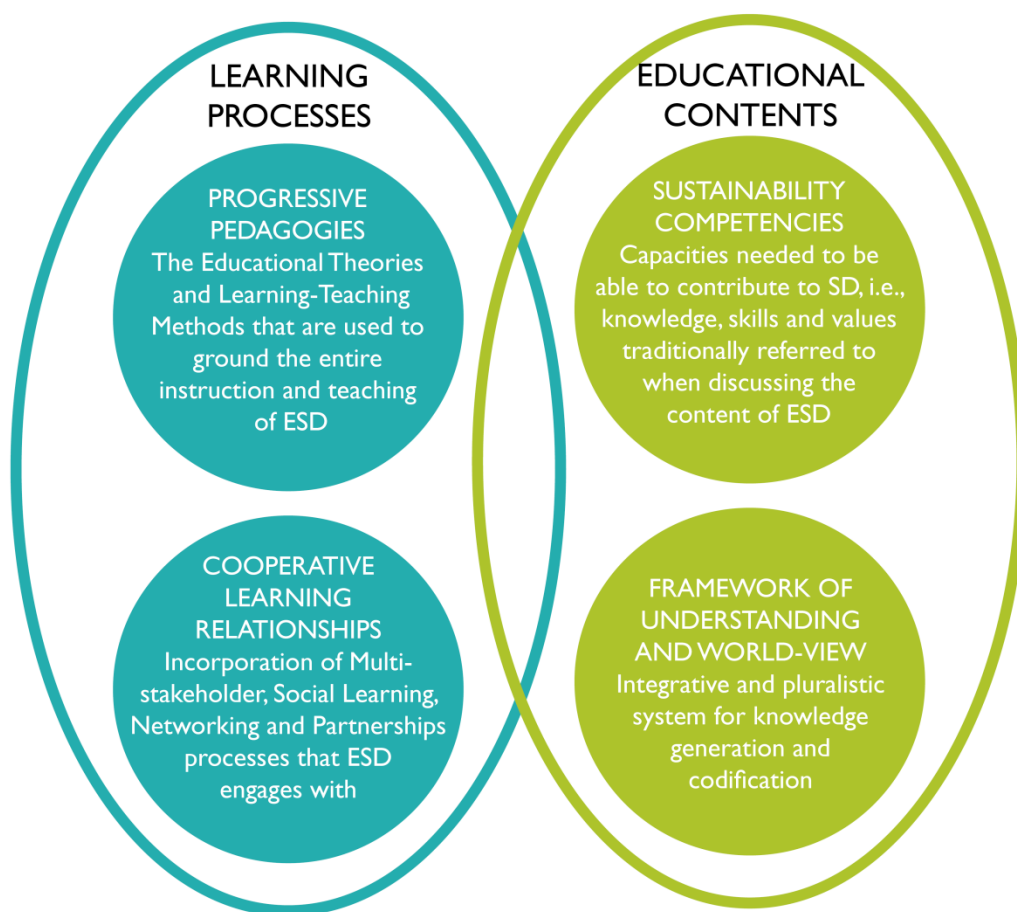 LEARNING
PROCESSES
PROGRESSIVE
PEDAGOGIES
The Educational Theories
and Learning-Teaching
Methods that are used to
ground the entire
instruction and teaching
of ESD
COOPERATIVE
LEARNING
RELATIONSHIPS
Incorporation of Multi-
stakeholder, Social Learning,
Networking and Partnerships
processes that ESD
engages with
EDUCATIONAL
CONTENTS
SUSTAINABILITY
COMPETENCIES
Capacities needed to be
able to contribute to SD, i.e.,
knowledge, skills and values
traditionally referred to
when discussing the
content of ESD
FRAMEWORK OF
UNDERSTANDING
AND WORLD-VIEW
Integrative and pluralistic
system for knowledge
generation and
codification